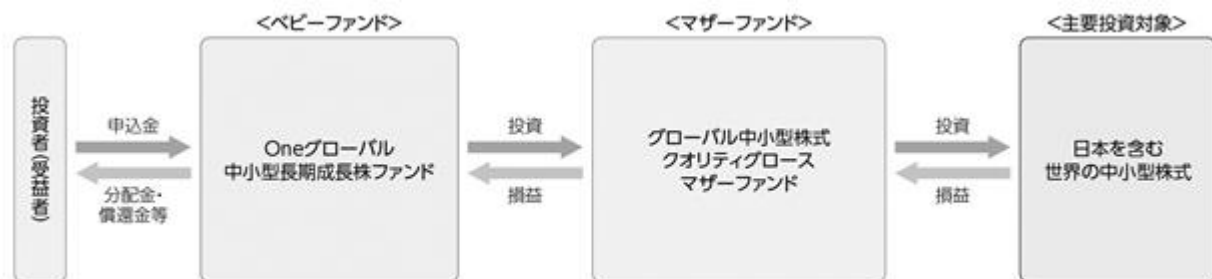 <ベビーファンド>
<マザーファンド>
<主要投資対象>
投資者(受益者)
申込金
分配金・
償還金等
Oneグローバル
中小型長期成長株ファンド
投資
損益
グローバル中小型株式
クオリティグロース
マザーファンド
投資
損益
日本を含む
世界の中小型株式